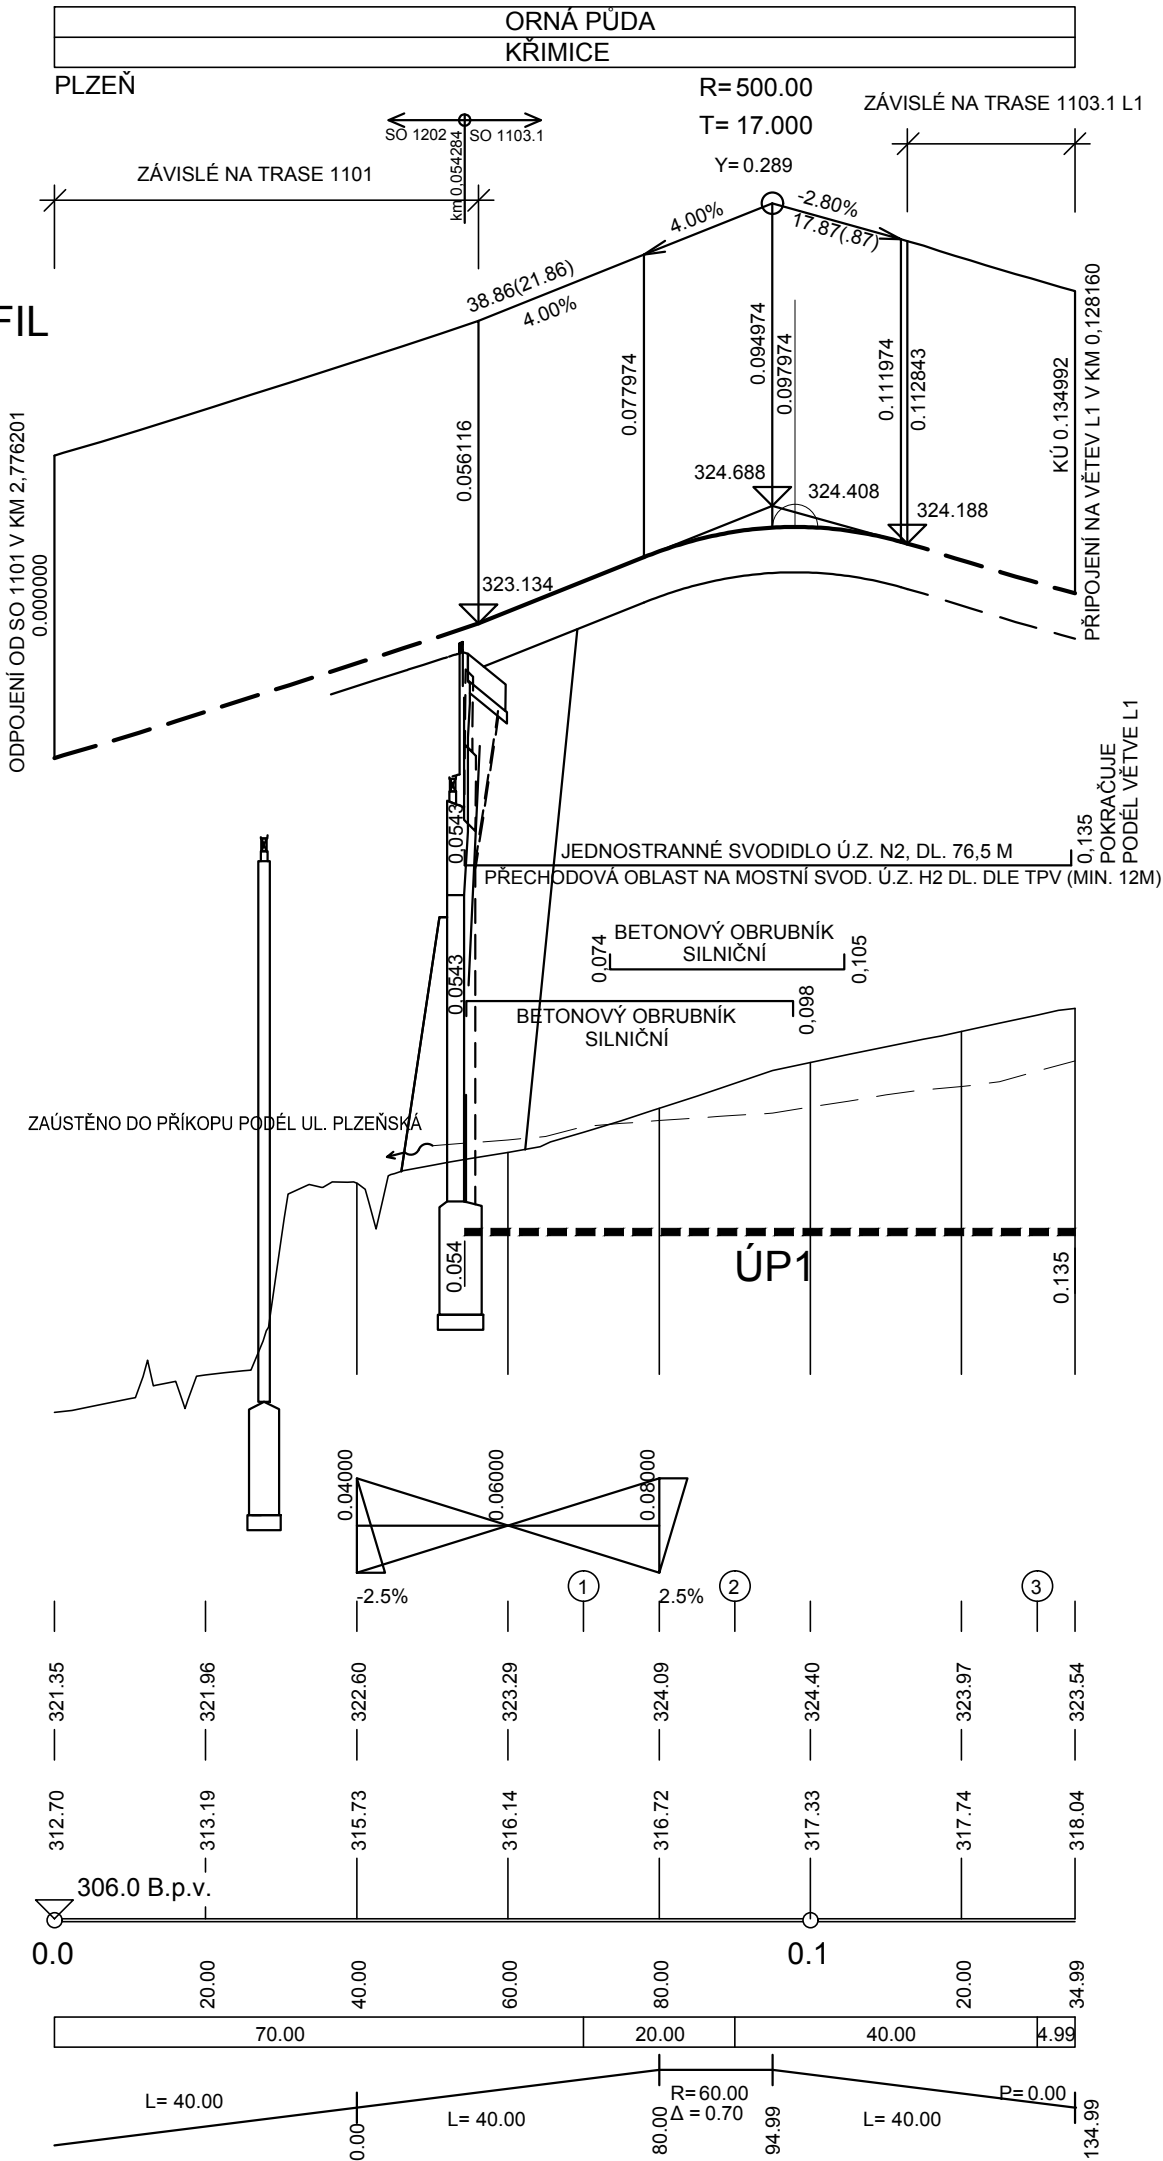 ORNÁ PŮDA
KŘIMICE
PLZEŇ
R= 500.00
T= 17.000
Y= 0.289
ZÁVISLÉ NA TRASE 1103.1 L1
SO 1202
SO 1103.1
km 0,054284
ZÁVISLÉ NA TRASE 1101
4.00%
-2.80%
17.87(.87)
38.86(21.86)
4.00%
FIL
ODPOJENÍ OD SO 1101 V KM 2,776201
0.000000
0.056116
0.077974
0.094974
0.097974
0.111974
0.112843
KÚ 0.134992
PŘIPOJENÍ NA VĚTEV L1 V KM 0,128160
324.688
324.408
324.188
323.134
0,0543
JEDNOSTRANNÉ SVODIDLO Ú.Z. N2, DL. 76,5 M
PŘECHODOVÁ OBLAST NA MOSTNÍ SVOD. Ú.Z. H2 DL. DLE TPV (MIN. 12M)
0,135
POKRAČUJE
PODÉL VĚTVE L1
0,074
BETONOVÝ OBRUBNÍK
SILNIČNÍ
0,105
0,0543
BETONOVÝ OBRUBNÍK
SILNIČNÍ
0,098
ZAÚSTĚNO DO PŘÍKOPU PODÉL UL. PLZEŇSKÁ
0.054
ÚP1
0.135
0.04000
0.06000
0.08000
-2.5%
2.5%
1
2
3
321.35
321.96
322.60
323.29
324.09
324.40
323.97
323.54
312.70
313.19
315.73
316.14
316.72
317.33
317.74
318.04
306.0 B.p.v.
0.0
0.1
20.00
40.00
60.00
80.00
20.00
34.99
70.00
20.00
40.00
4.99
L= 40.00
0.00
L= 40.00
80.00
R= 60.00
Δ = 0.70
94.99
L= 40.00
P= 0.00
134.99